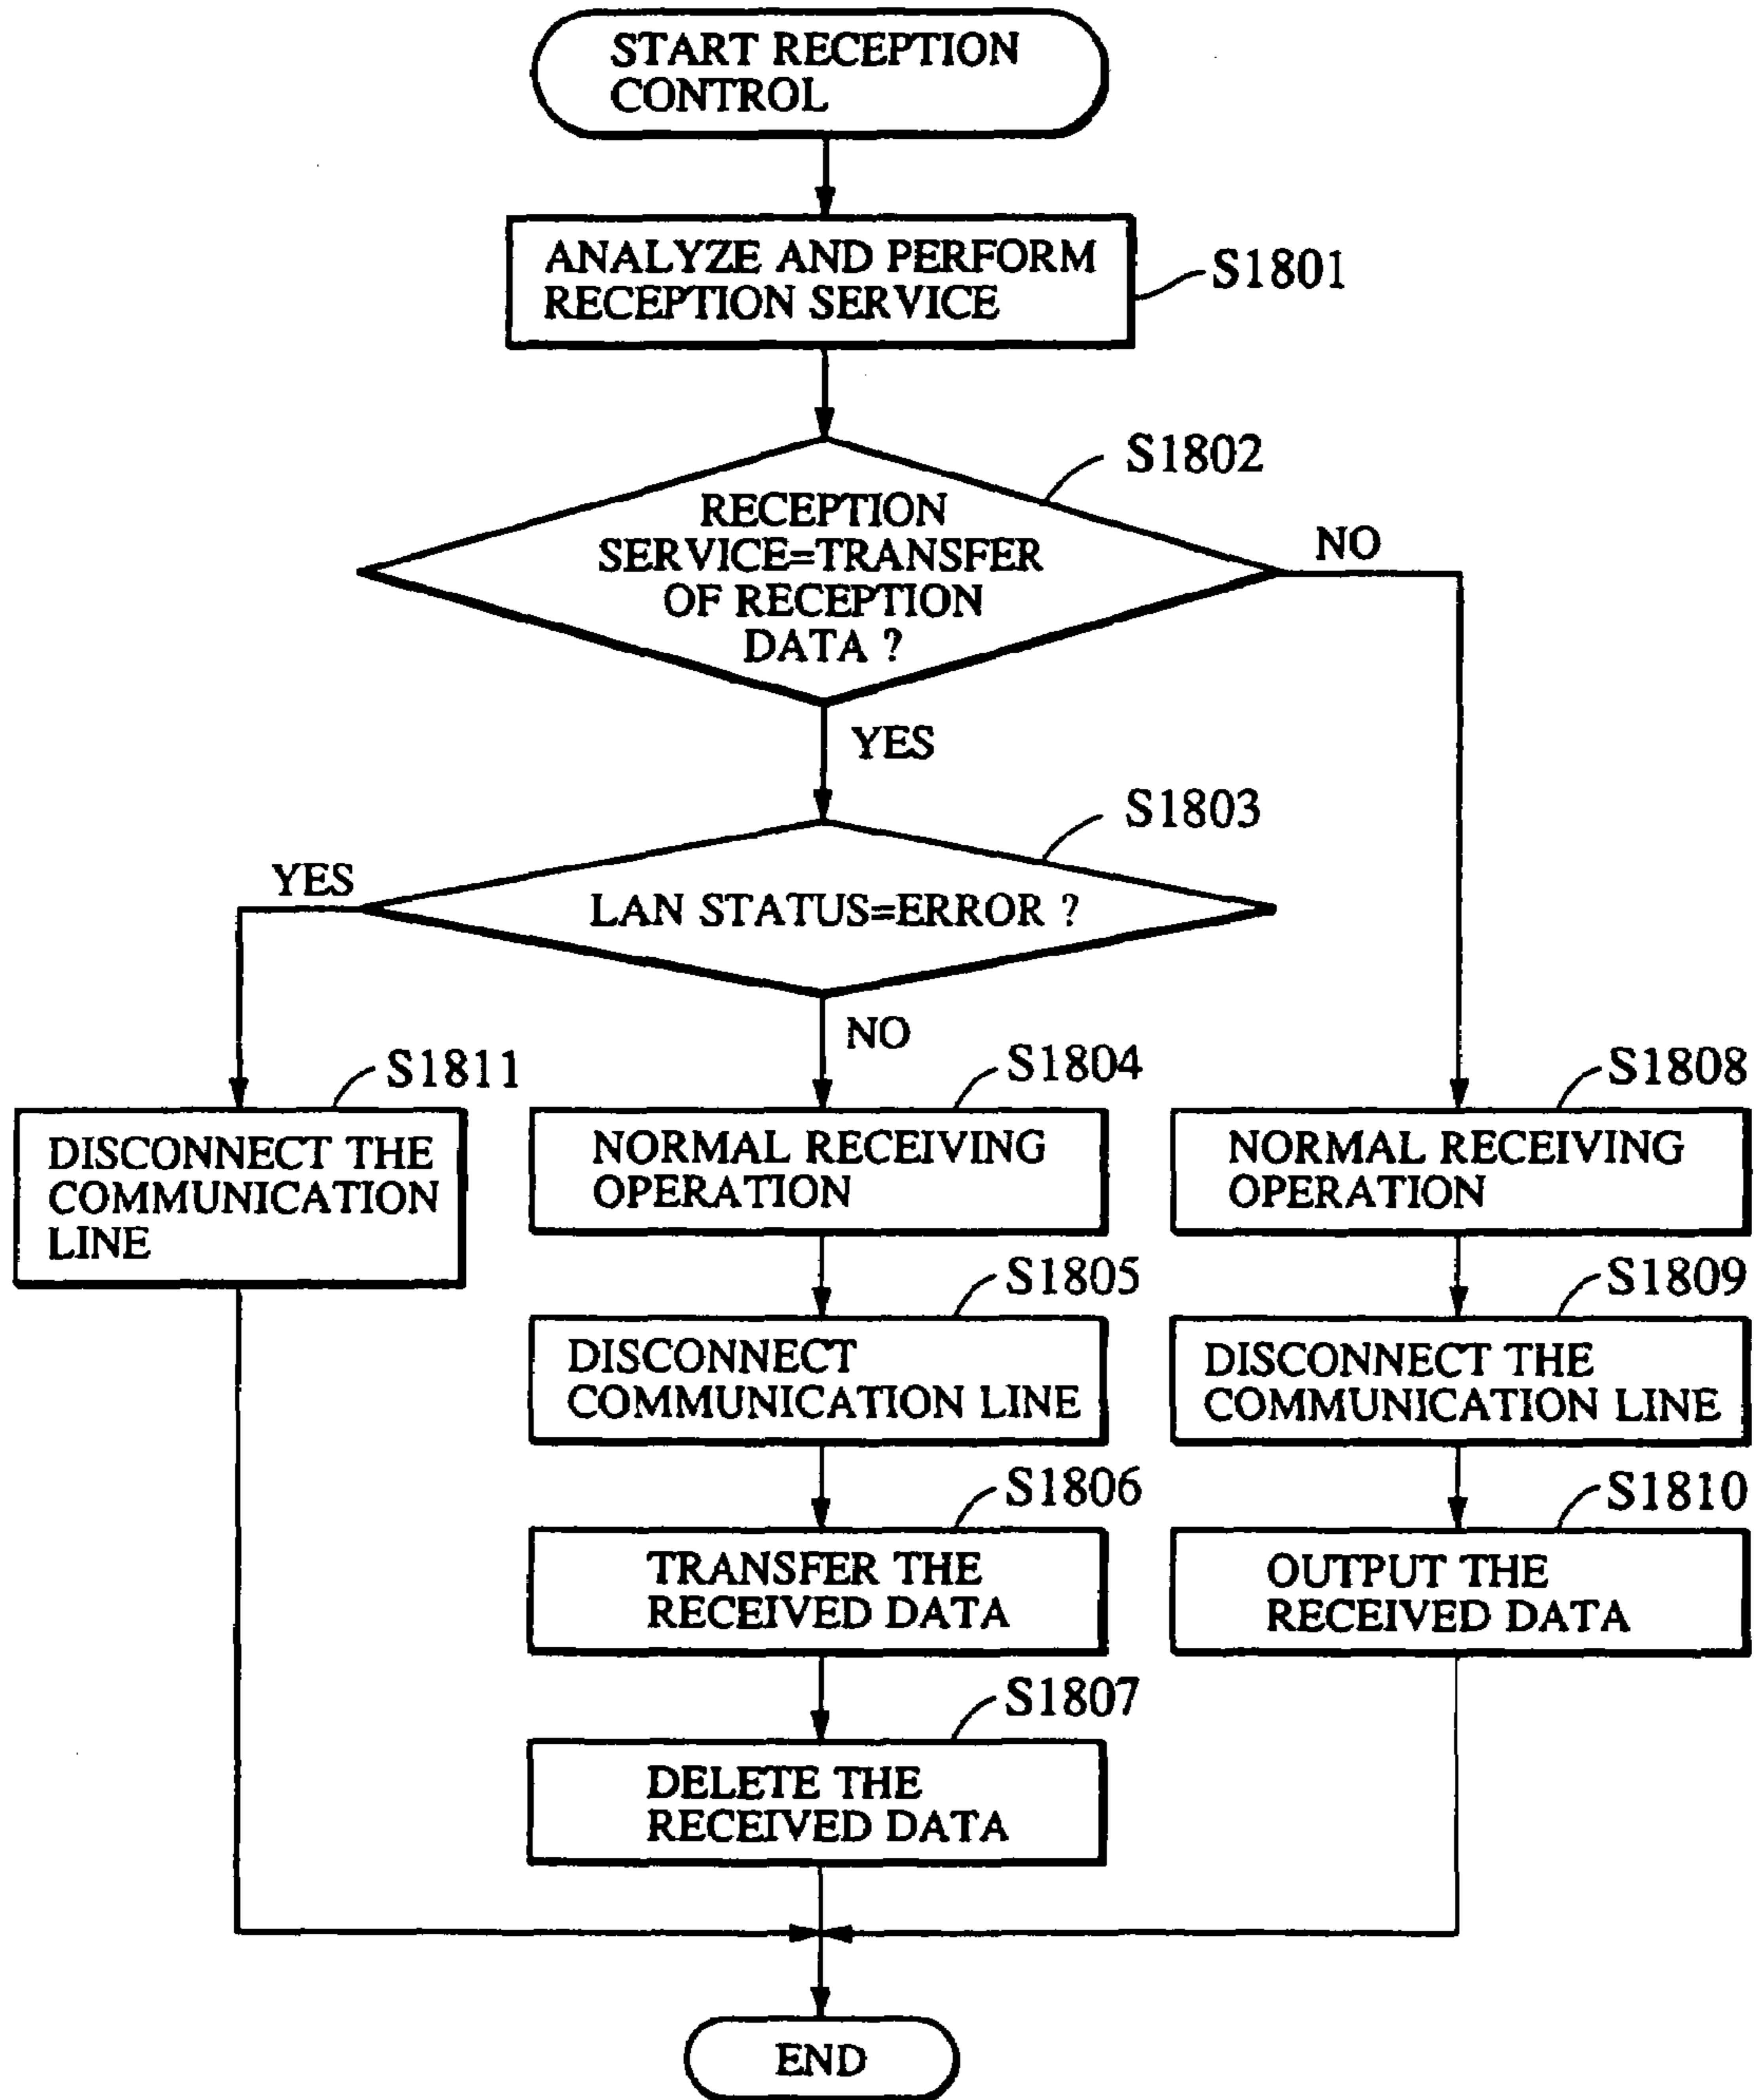 START RECEPTION
CONTROL
ANALYZE AND PERFORM
RECEPTION SERVICE
S1801
S1802
RECEPTION
SERVICE=TRANSFER
OF RECEPTION
DATA ?
NO
YES
S1803
YES
LAN STATUS=ERROR ?
NO
S1811
DISCONNECT THE
COMMUNICATION
LINE
S1804
NORMAL RECEIVING
OPERATION
S1808
NORMAL RECEIVING
OPERATION
S1805
DISCONNECT
COMMUNICATION LINE
S1809
DISCONNECT THE
COMMUNICATION LINE
S1806
TRANSFER THE
RECEIVED DATA
S1810
OUTPUT THE
RECEIVED DATA
S1807
DELETE THE
RECEIVED DATA
END